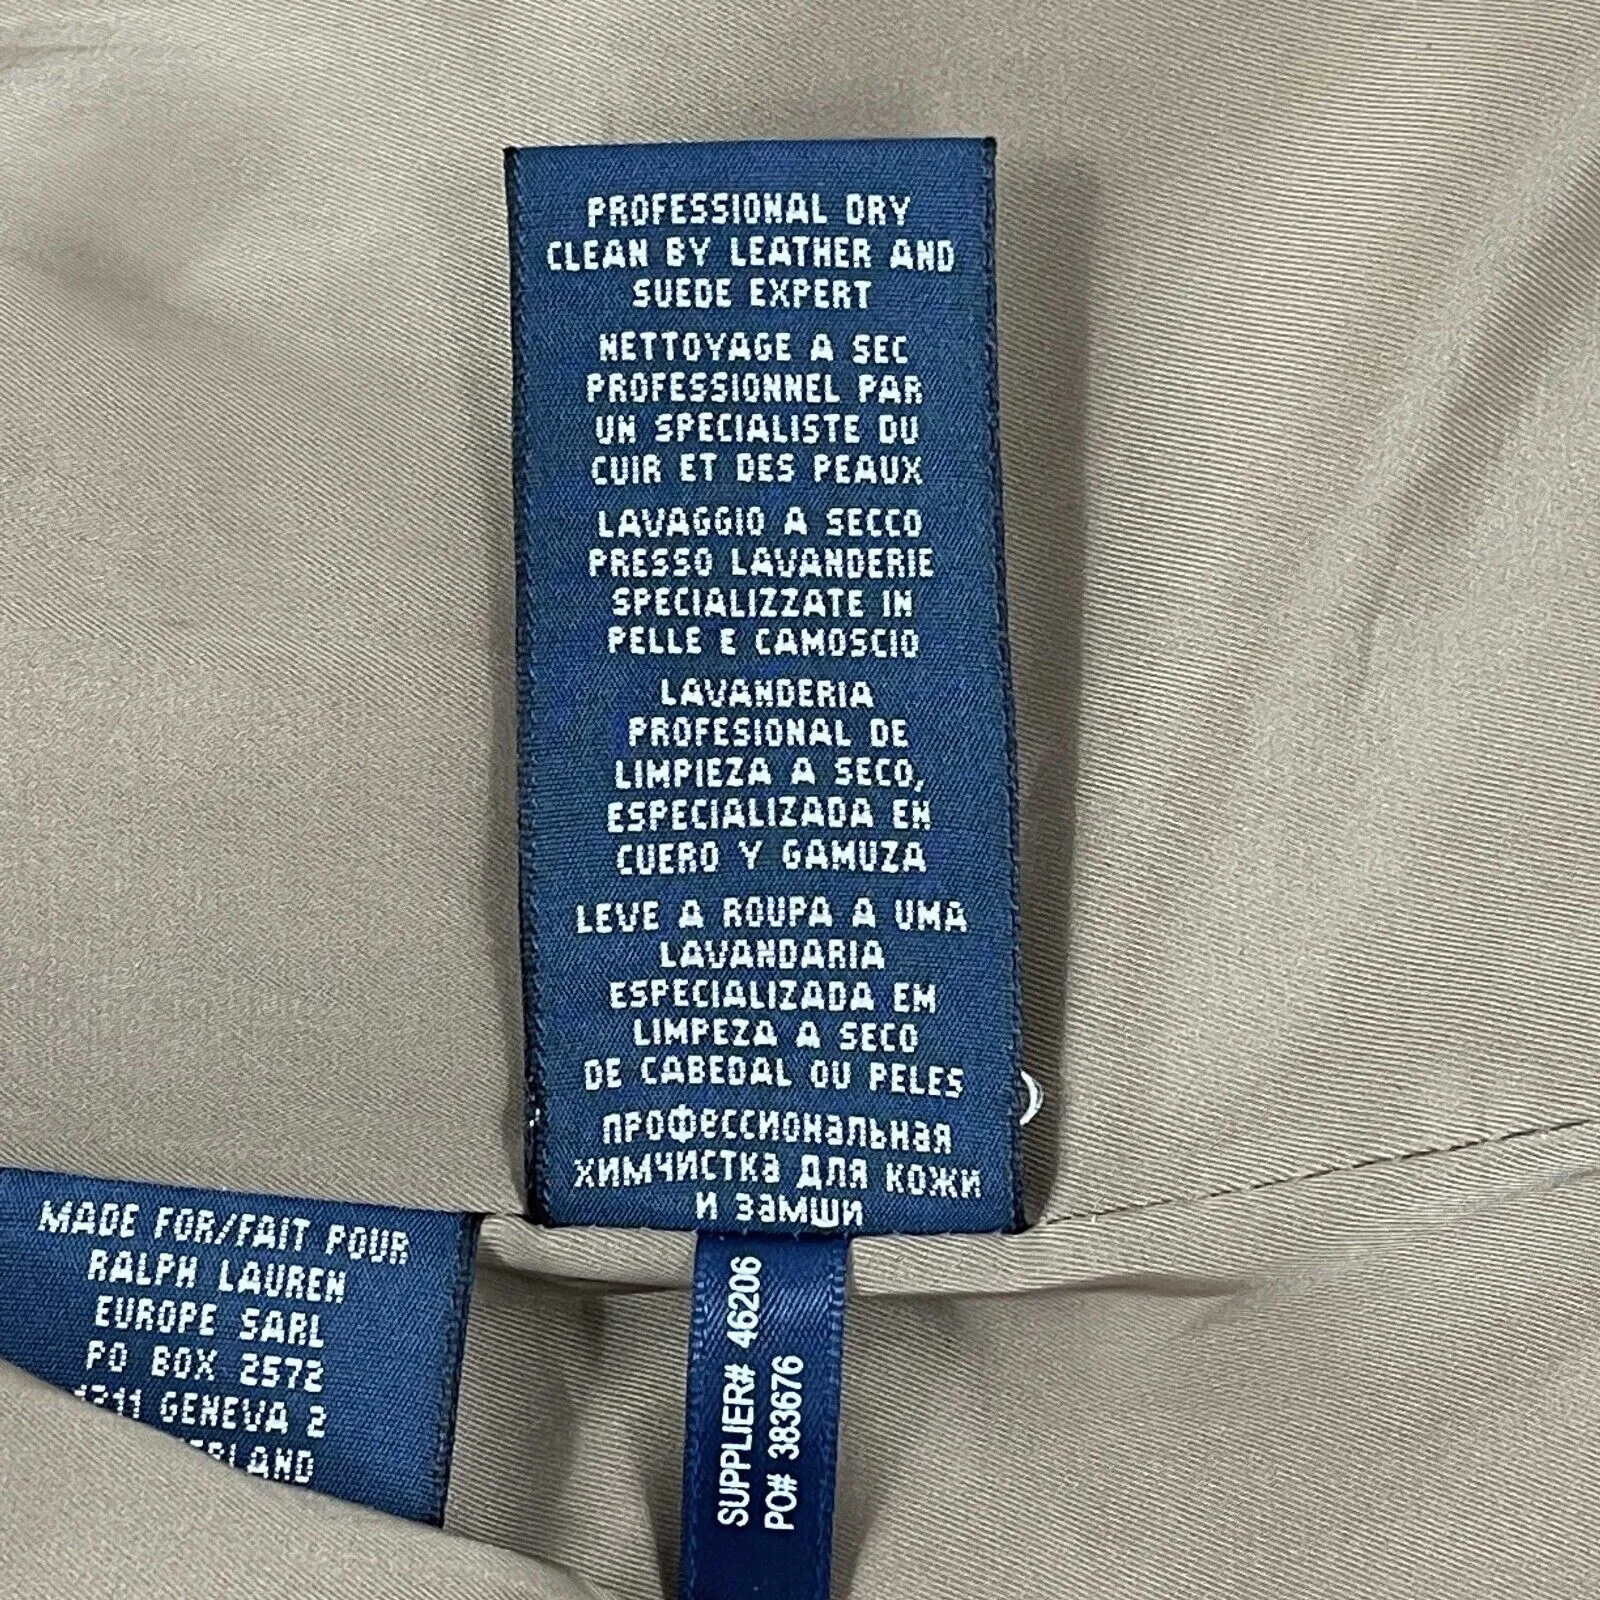 PROFESSIONAL DRY
CLEAN BY LEATHER AND
SUEDE EXPERT
NETTOYAGE A SEC
PROFESSIONNEL PAR
UN SPECIALISTE DU
CUIR ET DES PEAUX
LAVAGGIO A SECCO
PRESSO LAVANDERIE
SPECIALIZZATE IN
PELLE E CAMOSCIO
LAVANDERIA
PROFESIONAL DE
LIMPIEZA A SECO,
ESPECIALIZADA EN
CUERO Y GAMUZA
LEVE A ROUPA A UMA
LAVANDARIA
ESPECIALIZADA EM
LIMPEZA A SECO
DE CABEDAL OU PELES
ПРОФЕССИОНАЛЬНАЯ
ХИМЧИСТКА ДЛЯ КОЖИ
И ЗАМШИ
MADE FOR/FAIT POUR
RALPH LAUREN
EUROPE SARL
PO BOX 2572
1211 GENEVA 2
SUPPLIER# 46206
PO# 383676